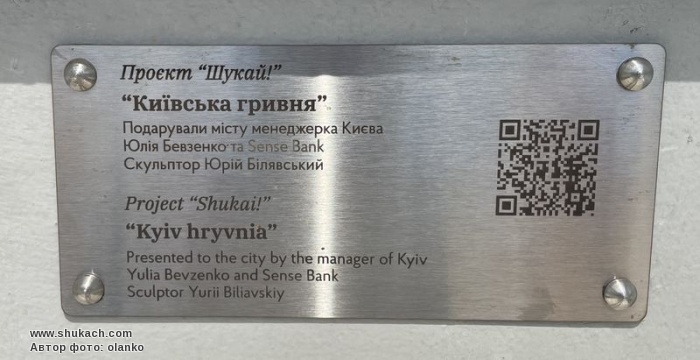 Проєкт “Шукай!”
“Київська гривня”
Подарували місту менеджерка Києва
Юлія Бевзенко та Sense Bank
Скульптор Юрій Білявський
Project “Shukai!”
“Kyiv hryvnia”
Presented to the city by the manager of Kyiv
Yulia Bevzenko and Sense Bank
Sculptor Yurii Biliavskiy
www.shukach.com
Автор фото: olanko